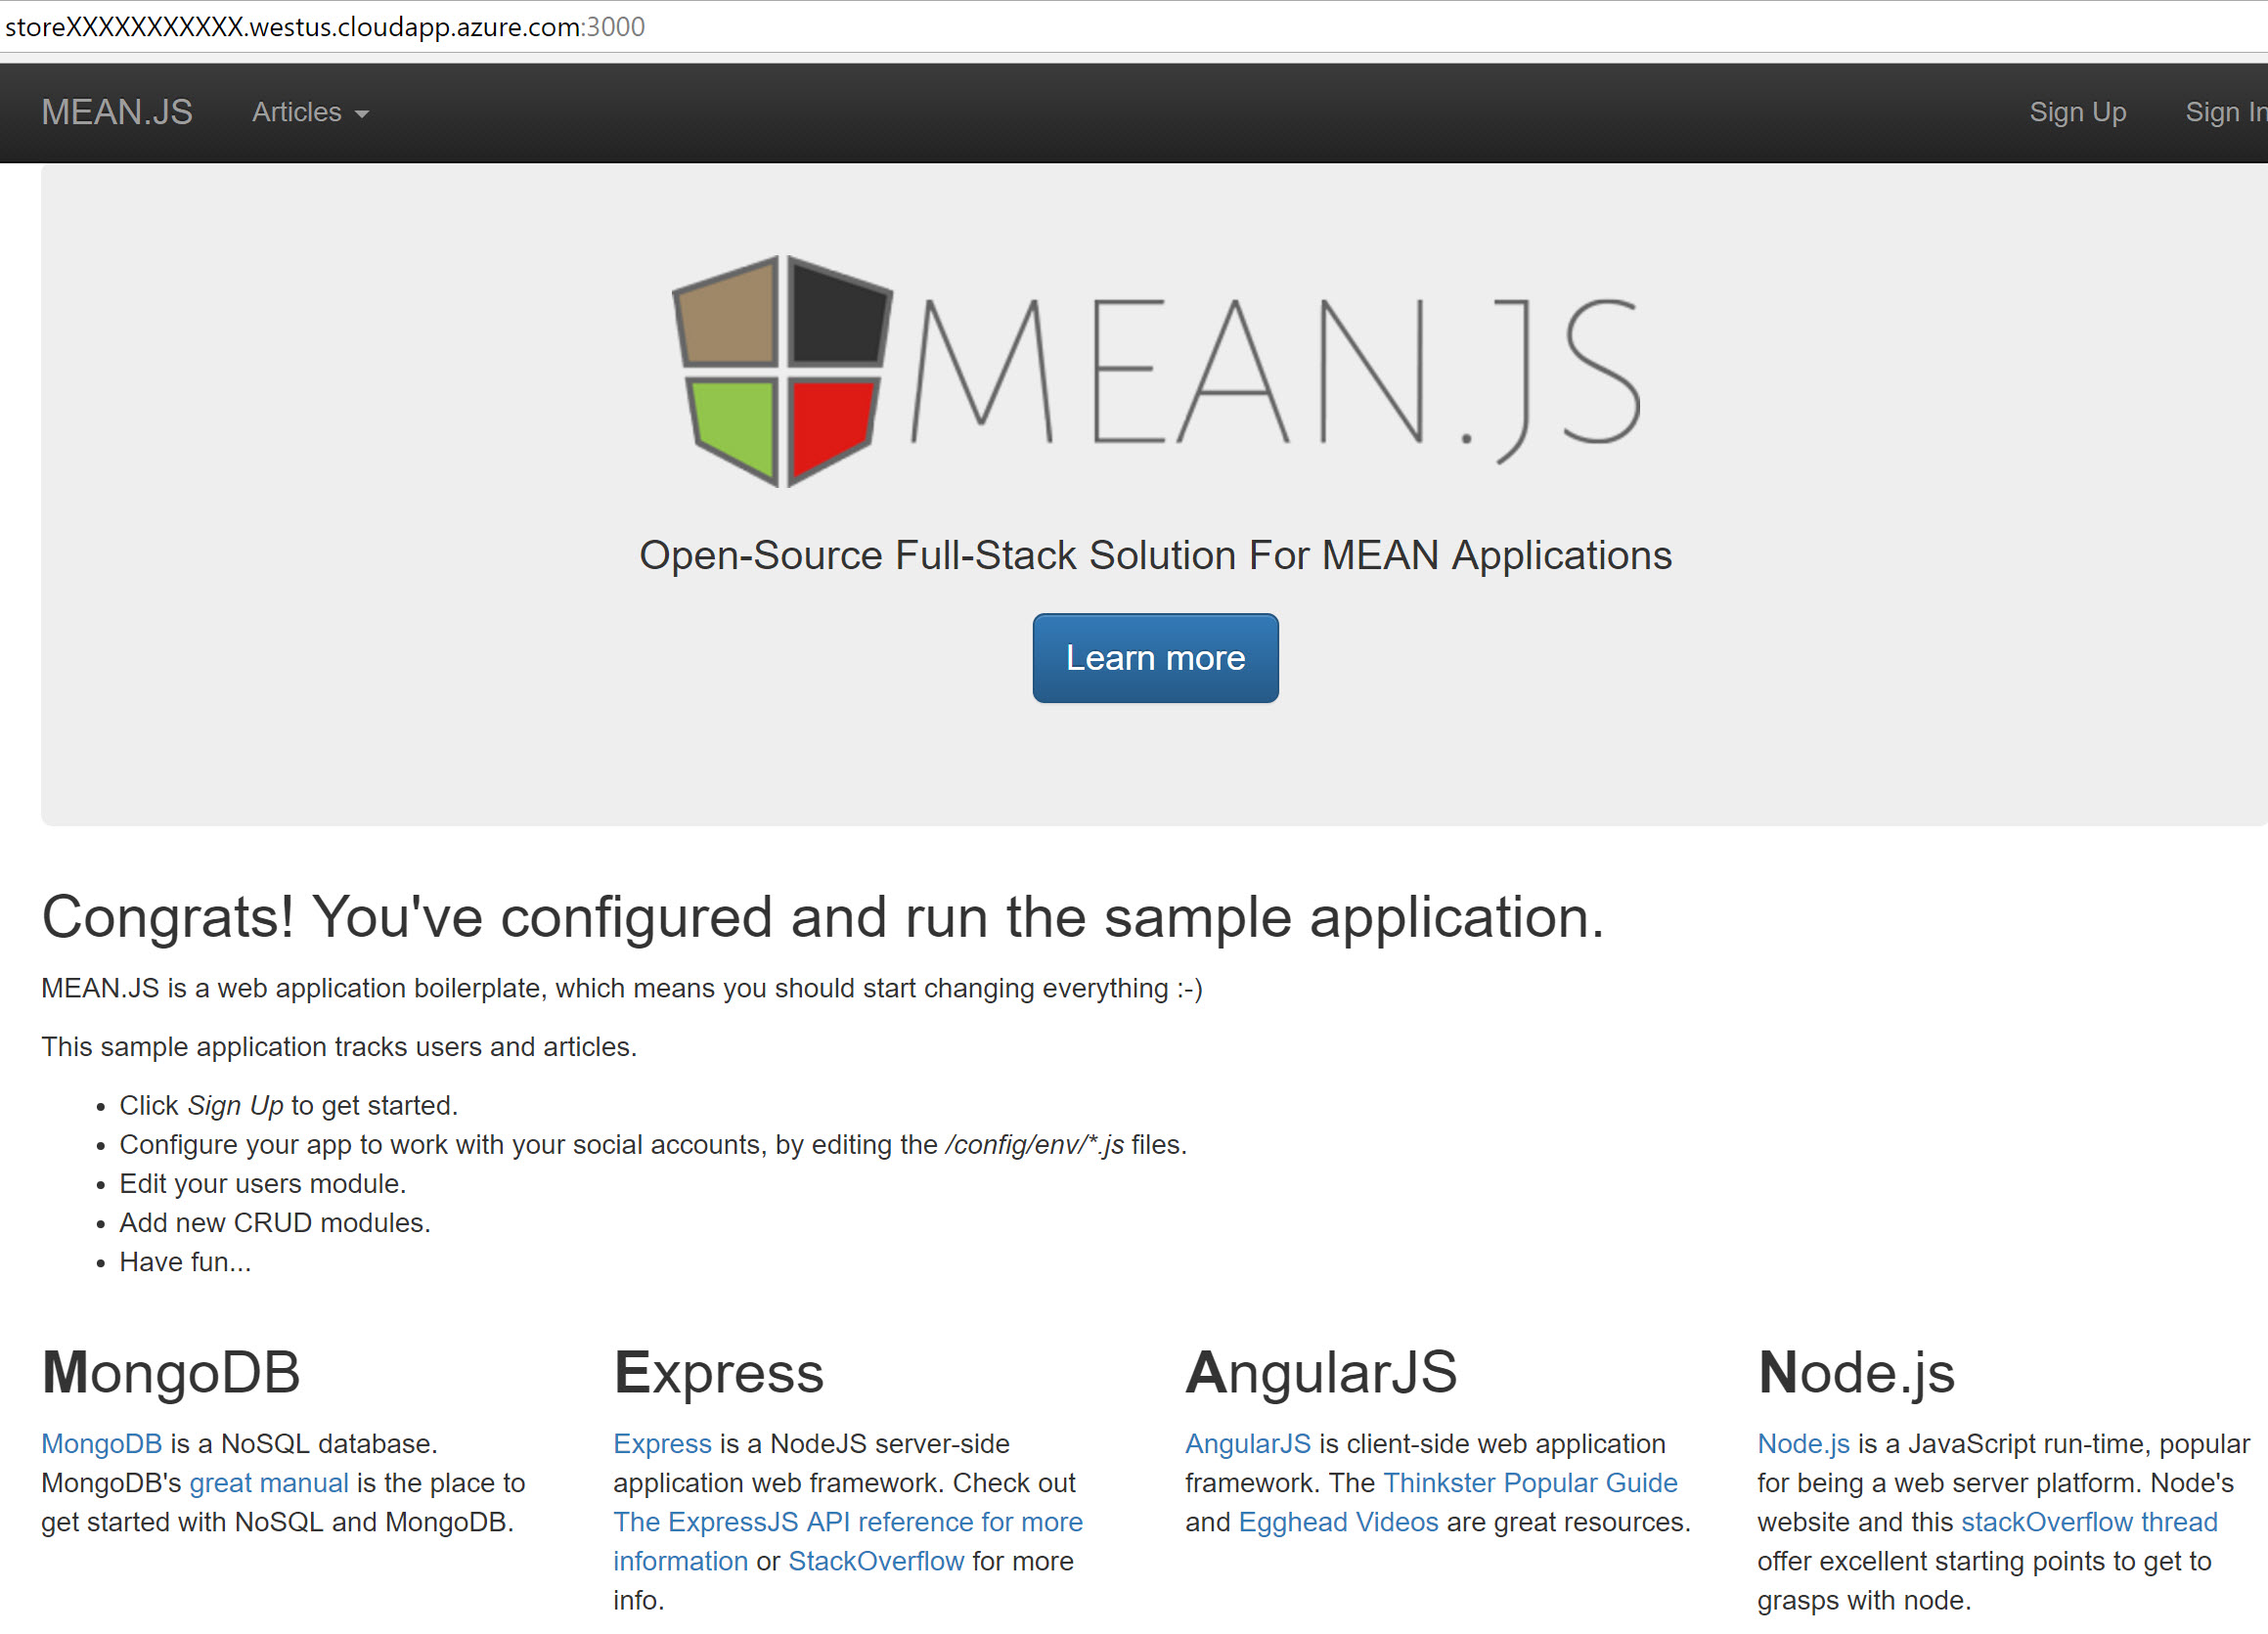 storeXXXXXXXXXXX.westus.cloudapp.azure.com:3000
MEAN.JS Articles Sign Up Sign In
MEAN.JS
Open-Source Full-Stack Solution For MEAN Applications
Learn more
Congrats! You've configured and run the sample application.
MEAN.JS is a web application boilerplate, which means you should start changing everything :-)
This sample application tracks users and articles.
• Click Sign Up to get started.
• Configure your app to work with your social accounts, by editing the /config/env/*.js files.
• Edit your users module.
• Add new CRUD modules.
• Have fun...
MongoDB
MongoDB is a NoSQL database.
MongoDB's great manual is the place to
get started with NoSQL and MongoDB.
Express
Express is a NodeJS server-side
application web framework. Check out
The ExpressJS API reference for more
information or StackOverflow for more
info.
AngularJS
AngularJS is client-side web application
framework. The Thinkster Popular Guide
and Egghead Videos are great resources.
Node.js
Node.js is a JavaScript run-time, popular
for being a web server platform. Node's
website and this stackOverflow thread
offer excellent starting points to get to
grasps with node.